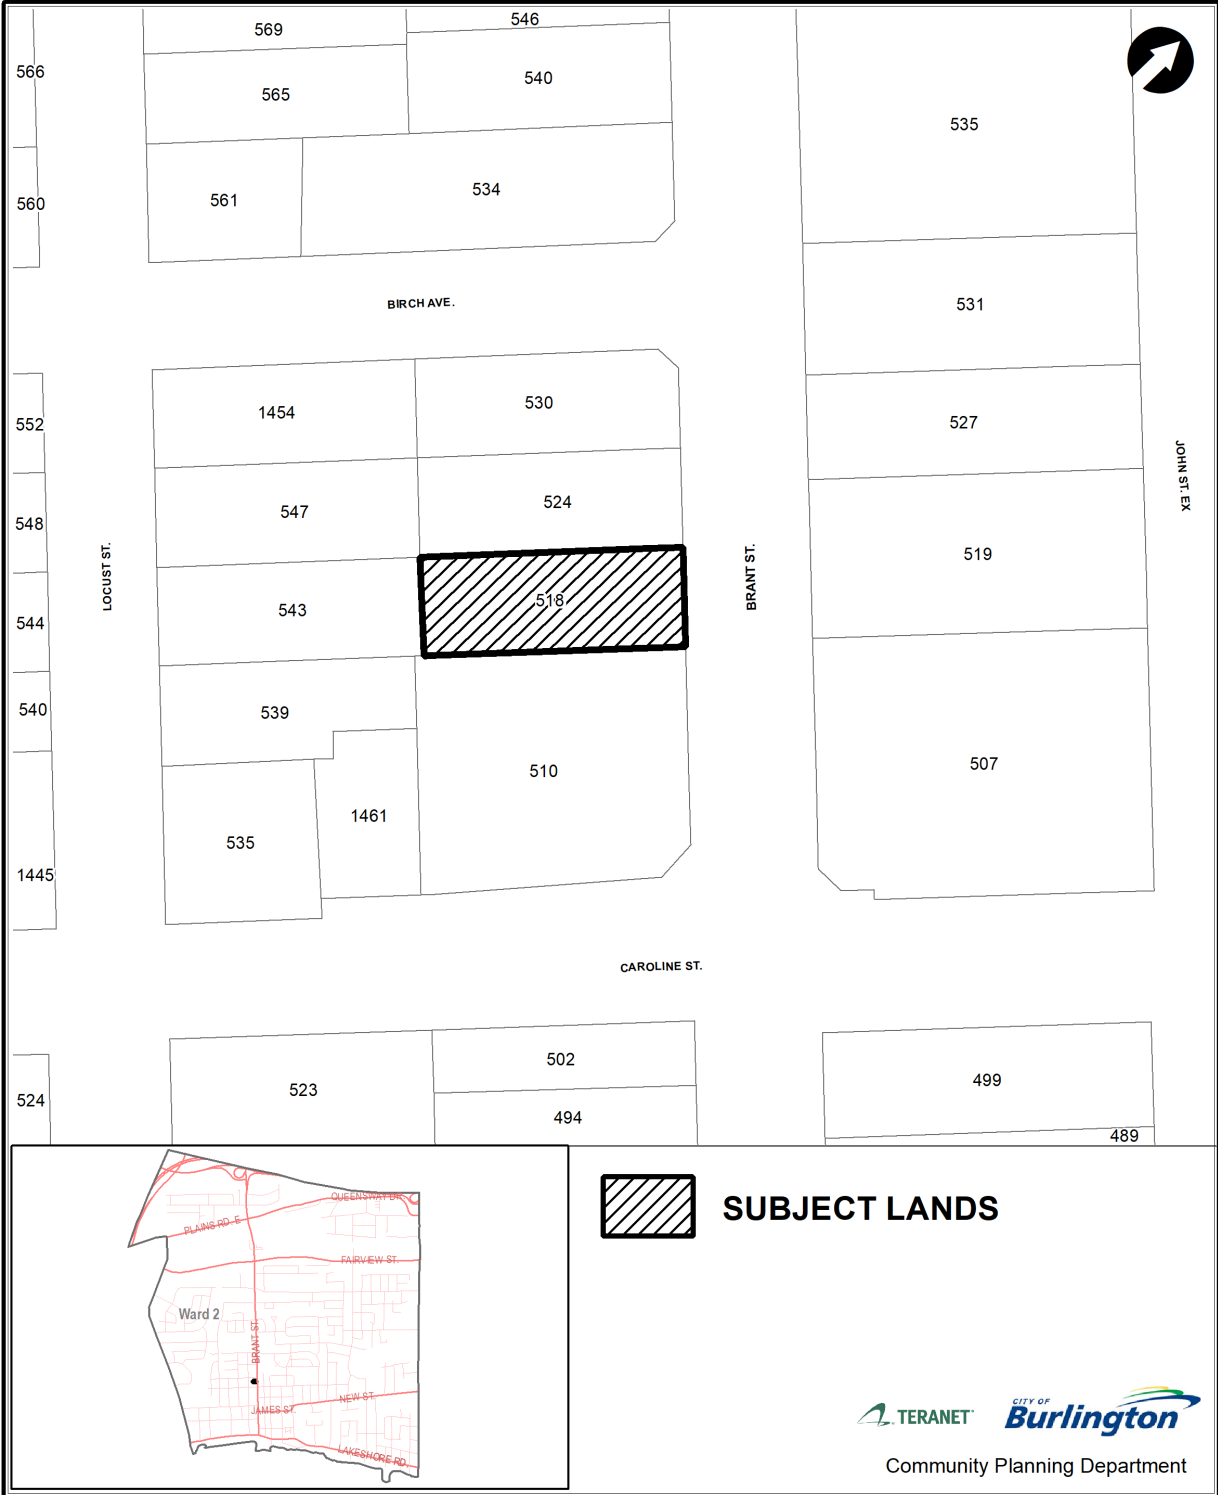 569
546
566
565
540
535
560
561
534
BIRCH AVE.
531
552
1454
530
527
JOHN ST. EX
548
547
524
LOCUST ST.
BRANT ST.
519
544
543
518
540
539
510
507
1461
535
1445
CAROLINE ST.
524
523
502
494
499
489
QUEENSWAY DR.
PLAINS RD. E
FAIRVIEW ST.
Ward 2
BRANT ST.
NEW ST.
JAMES ST.
LAKESHORE RD.
SUBJECT LANDS
TERANET
CITY OF
Burlington
Community Planning Department